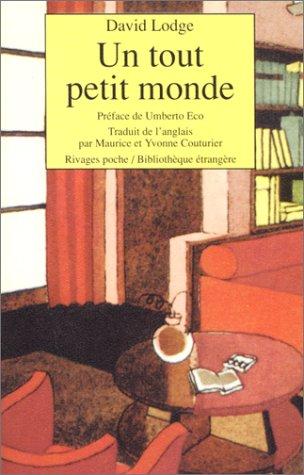 David Lodge
Un tout
petit monde
Préface de Umberto Eco
Traduit de l'anglais
par Maurice et Yvonne Couturier
Rivages poche / Bibliothèque étrangère